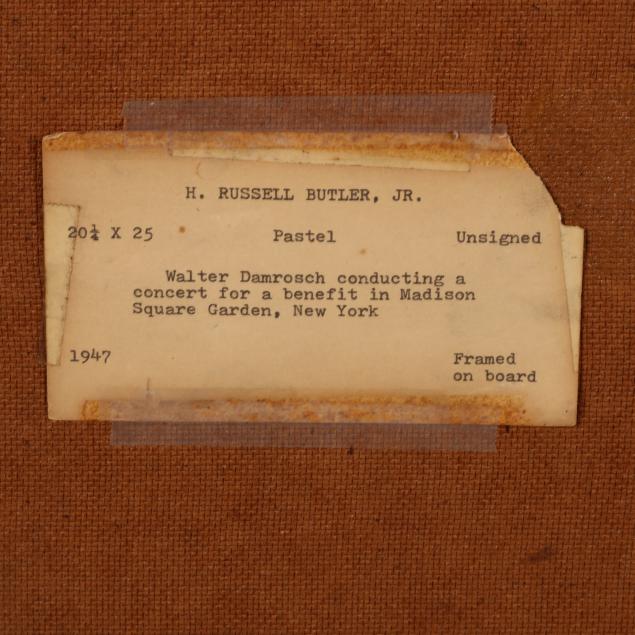 H. RUSSELL BUTLER, JR.
20¼ X 25 Pastel Unsigned
Walter Damrosch conducting a
concert for a benefit in Madison
Square Garden, New York
1947 Framed
on board